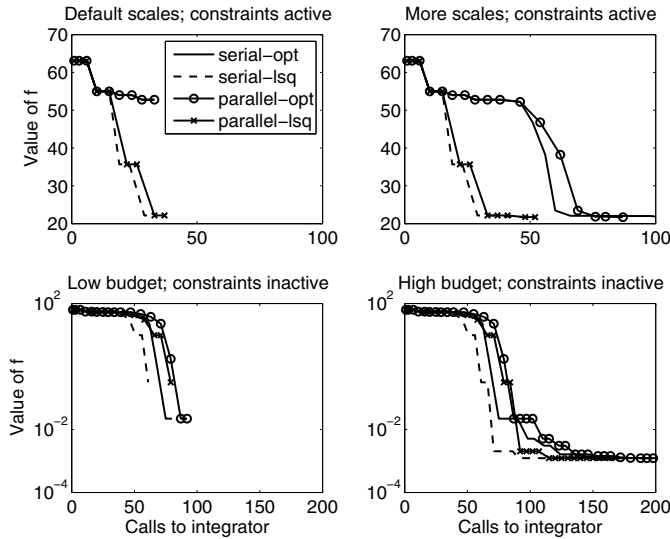 Default scales; constraints active
More scales; constraints active
70
60
50
40
30
20
Value of f
0
50
100
serial-opt
serial-lsq
parallel-opt
parallel-lsq
70
60
50
40
30
20
0
50
100
Low budget; constraints inactive
High budget; constraints inactive
10^2
10^-2
10^-4
Value of f
0
50
100
150
200
Calls to integrator
10^2
10^-2
10^-4
0
50
100
150
200
Calls to integrator